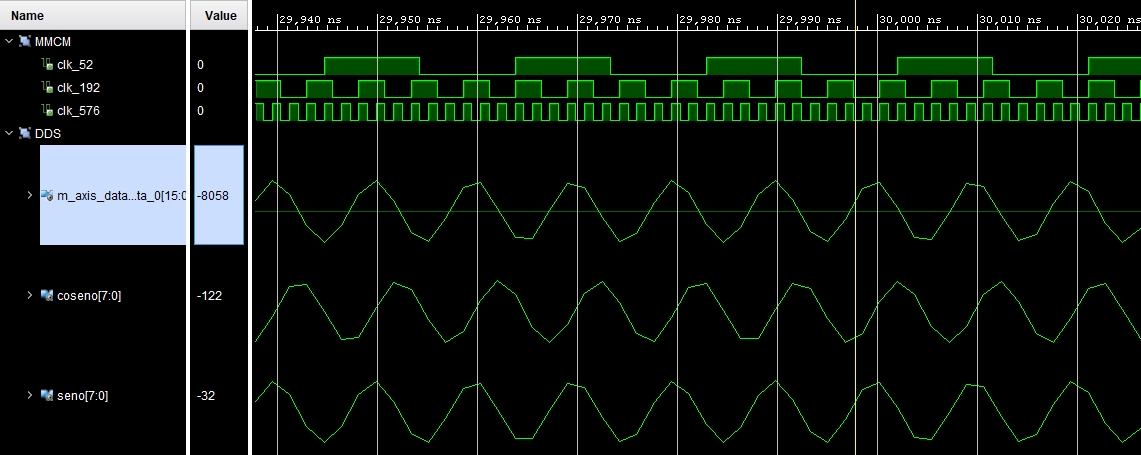 Name Value
29,940 ns 29,950 ns 29,960 ns 29,970 ns 29,980 ns 29,990 ns 30,000 ns 30,010 ns 30,020 ns
MMCM
clk_52 0
clk_192 0
clk_576 0
DDS
m_axis_data...ta_0[15:0 -8058
coseno[7:0] -122
seno[7:0] -32